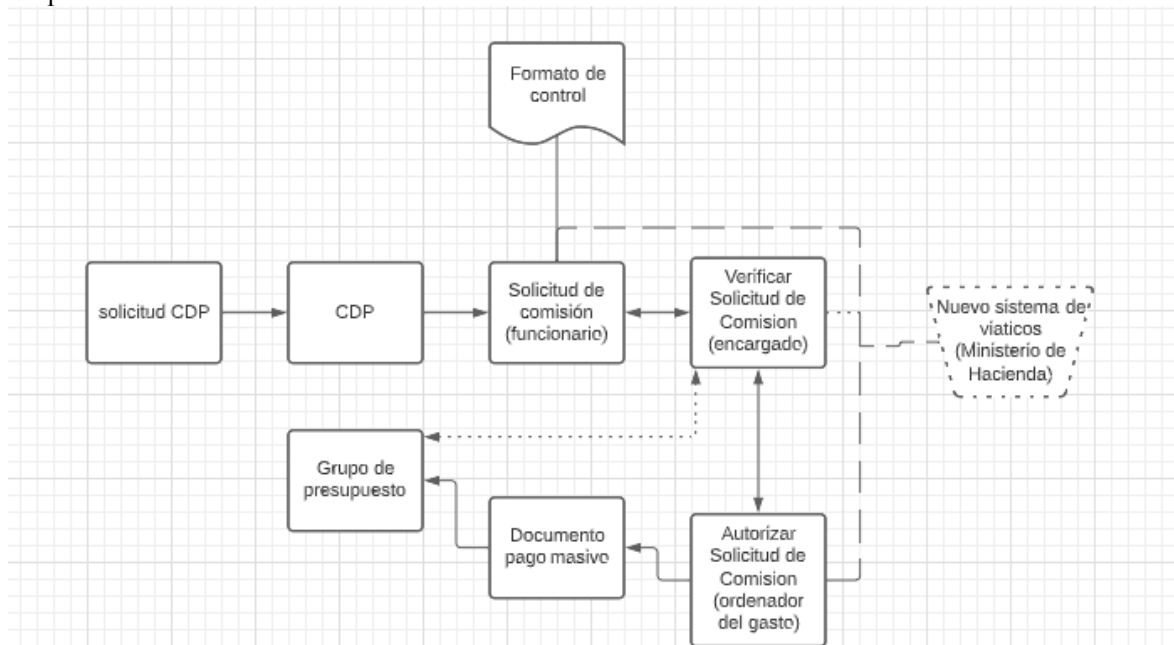 Formato de
control
solicitud CDP
CDP
Solicitud de
comisión
(funcionario)
Verificar
Solicitud de
Comision
(encargado)
Nuevo sistema de
viaticos
(Ministerio de
Hacienda)
Grupo de
presupuesto
Documento
pago masivo
Autorizar
Solicitud de
Comision
(ordenador
del gasto)